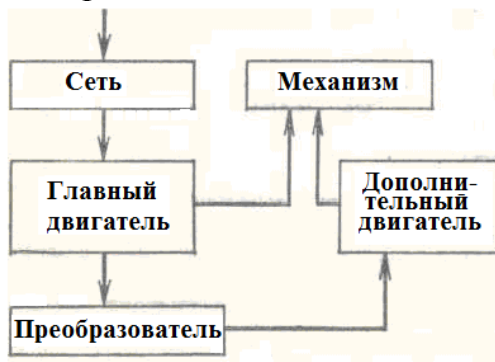 Сеть
Механизм
Главный
двигатель
Дополни-
тельный
двигатель
Преобразователь